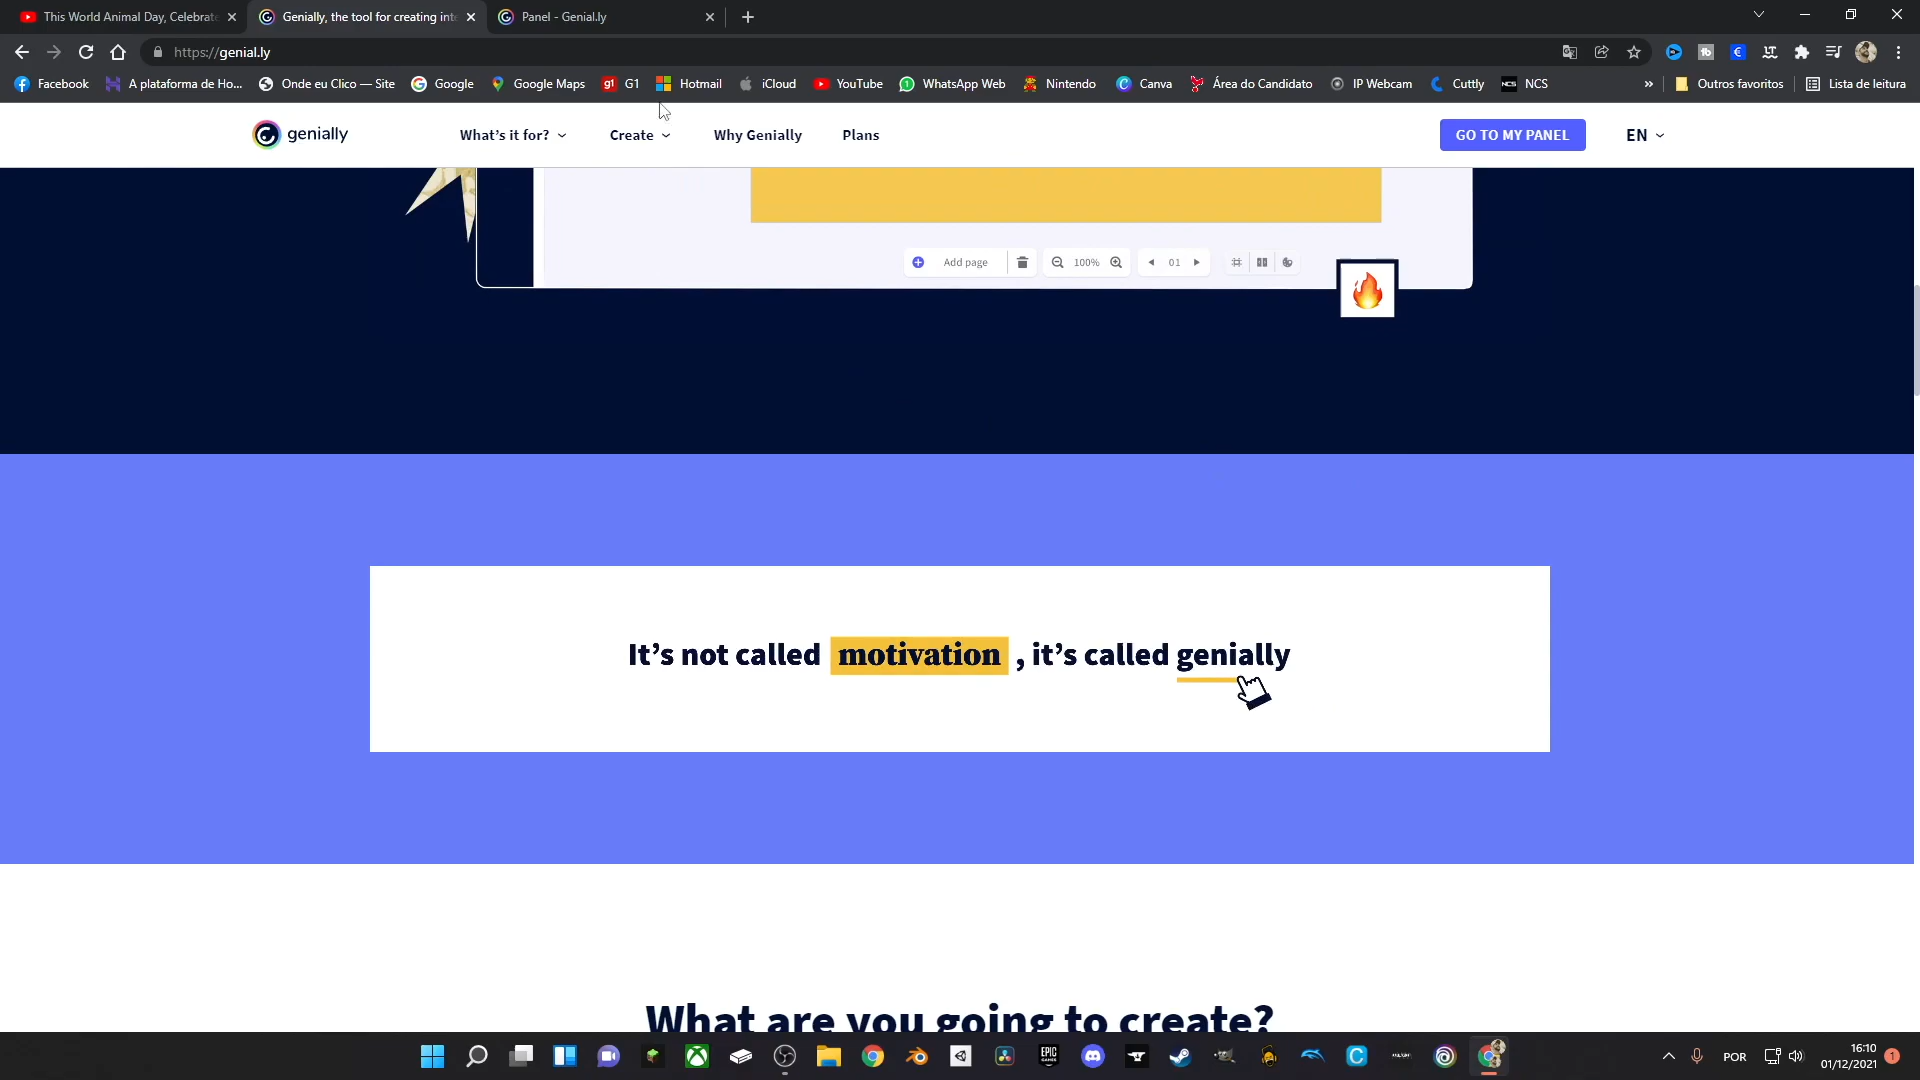 This World Animal Day, Celebrate
Genially, the tool for creating inte
Panel - Genial.ly
https://genial.ly
Facebook
A plataforma de Ho...
Onde eu Clico — Site
Google
Google Maps
G1
Hotmail
iCloud
YouTube
WhatsApp Web
Nintendo
Canva
Área do Candidato
IP Webcam
Cuttly
NCS
Outros favoritos
Lista de leitura
genially
What's it for?
Create
Why Genially
Plans
GO TO MY PANEL
EN
Add page
100%
01
It's not called motivation , it's called genially
What are you going to create?
POR
16:10
01/12/2021
1